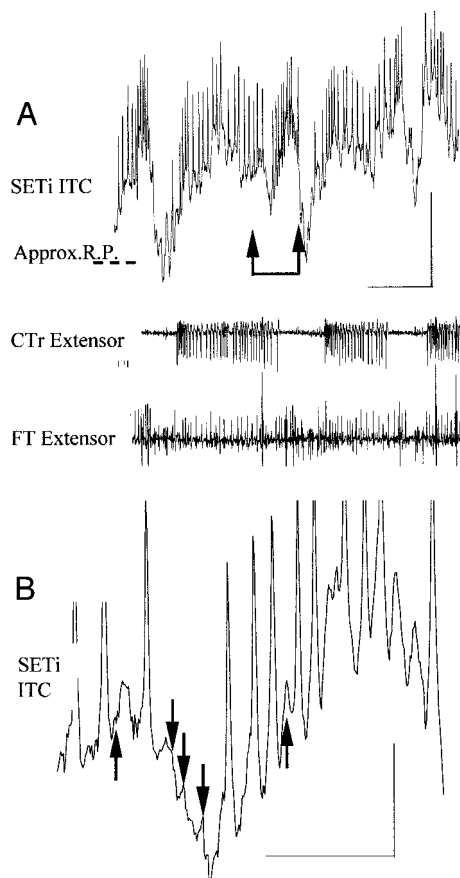 A
SETi ITC
Approx.R.P.
CTr Extensor
FT Extensor
B
SETi
ITC